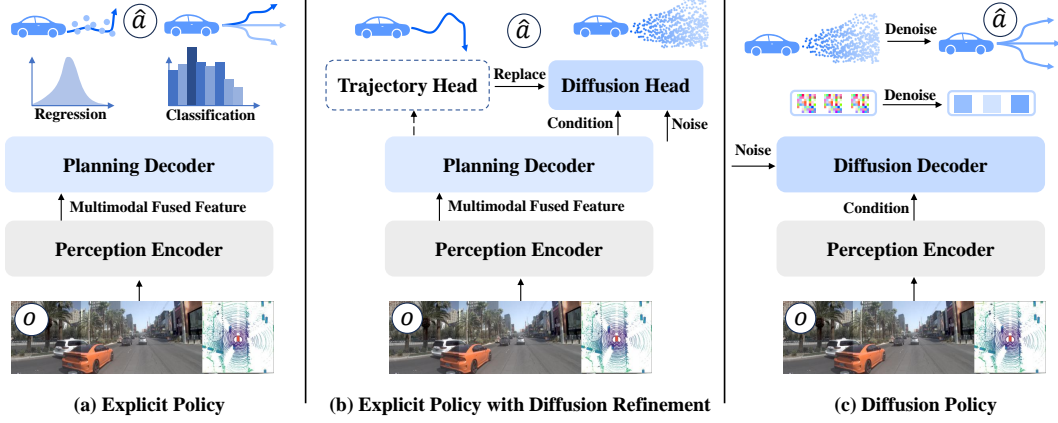 â
Regression
Classification
Planning Decoder
Multimodal Fused Feature
Perception Encoder
o
(a) Explicit Policy
â
Trajectory Head
Replace
Diffusion Head
Condition
Noise
Planning Decoder
Multimodal Fused Feature
Perception Encoder
o
(b) Explicit Policy with Diffusion Refinement
Denoise
â
Denoise
Noise
Diffusion Decoder
Condition
Perception Encoder
o
(c) Diffusion Policy